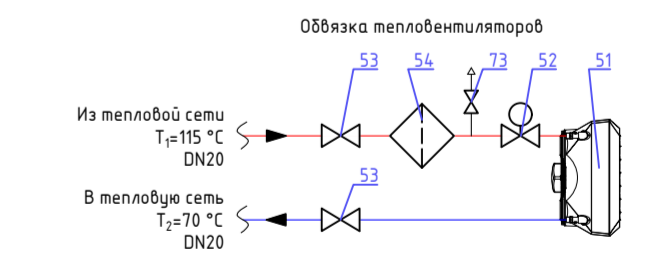 Обвязка тепловентиляторов
53
54
73
52
51
Из тепловой сети
T₁=115 °C
DN20
53
В тепловую сеть
T₂=70 °C
DN20